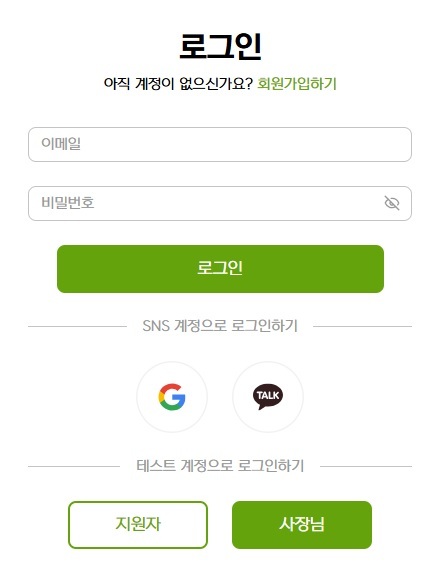 로그인
아직 계정이 없으신가요? 회원가입하기
이메일
비밀번호
로그인
SNS 계정으로 로그인하기
G
TALK
테스트 계정으로 로그인하기
지원자
사장님